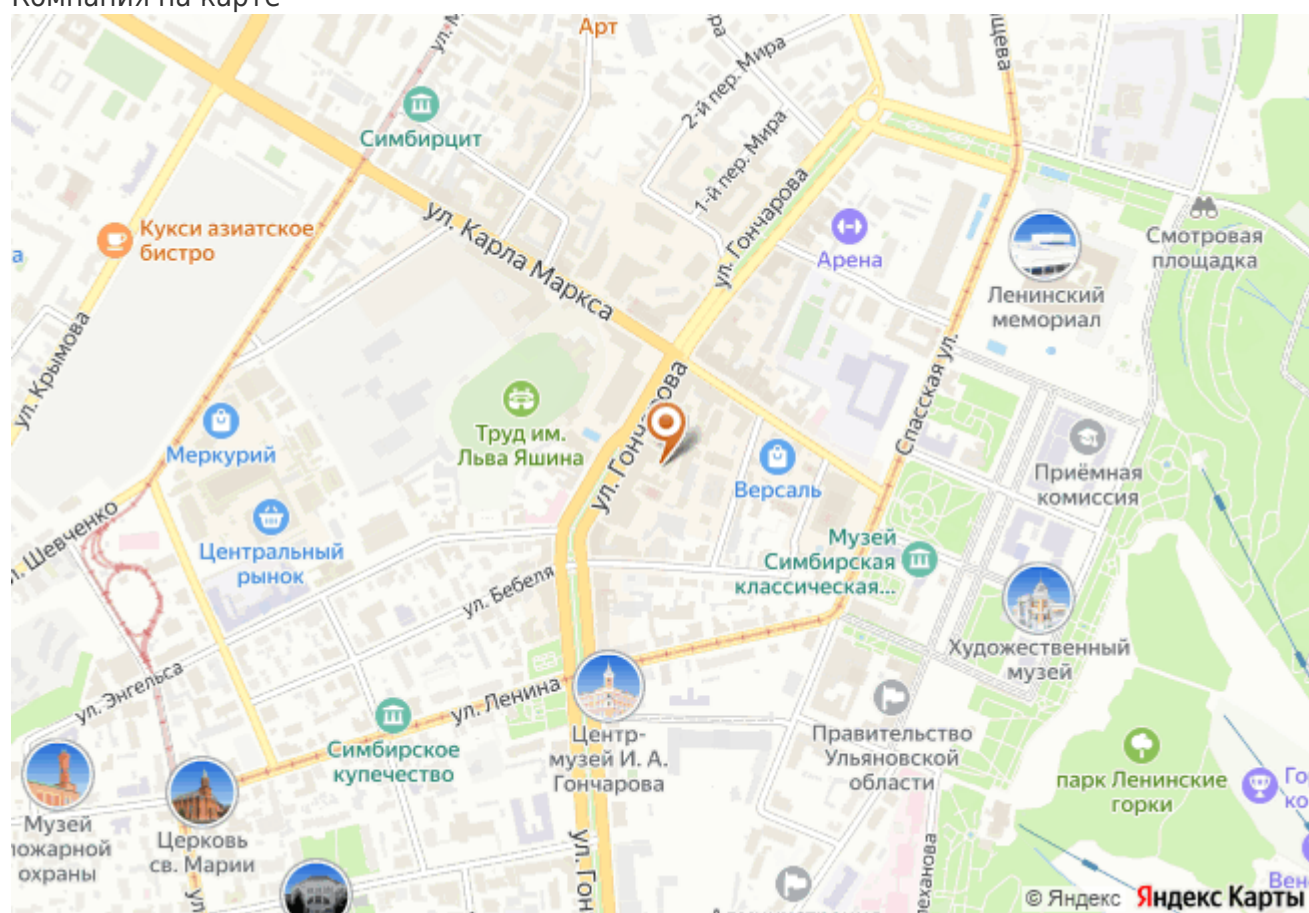 Компания на карте
Арт
Симбирцит
2-й пер. Мира
1-й пер. Мира
ул. Гончарова
ул. Карла Маркса
Кукси азиатское
бистро
Арена
Смотровая
площадка
Ленинский
мемориал
ул. Крымова
Спасская ул.
Труд им.
Льва Яшина
ул. Гончарова
Меркурий
Версаль
Приёмная
комиссия
Шевченко
Центральный
рынок
Музей
Симбирская
классическая...
ул. Бебеля
Художественный
музей
ул. Энгельса
ул. Ленина
Симбирское
купечество
Центр-
музей И. А.
Гончарова
Правительство
Ульяновской
области
парк Ленинские
горки
Музей
пожарной
охраны
Церковь
св. Марии
ул. Гон
© Яндекс Яндекс Карты